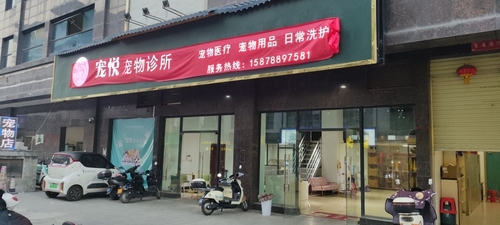 宠悦 宠物诊所
宠物医疗 宠物用品 日常洗护
服务热线：15878897581
宠物店